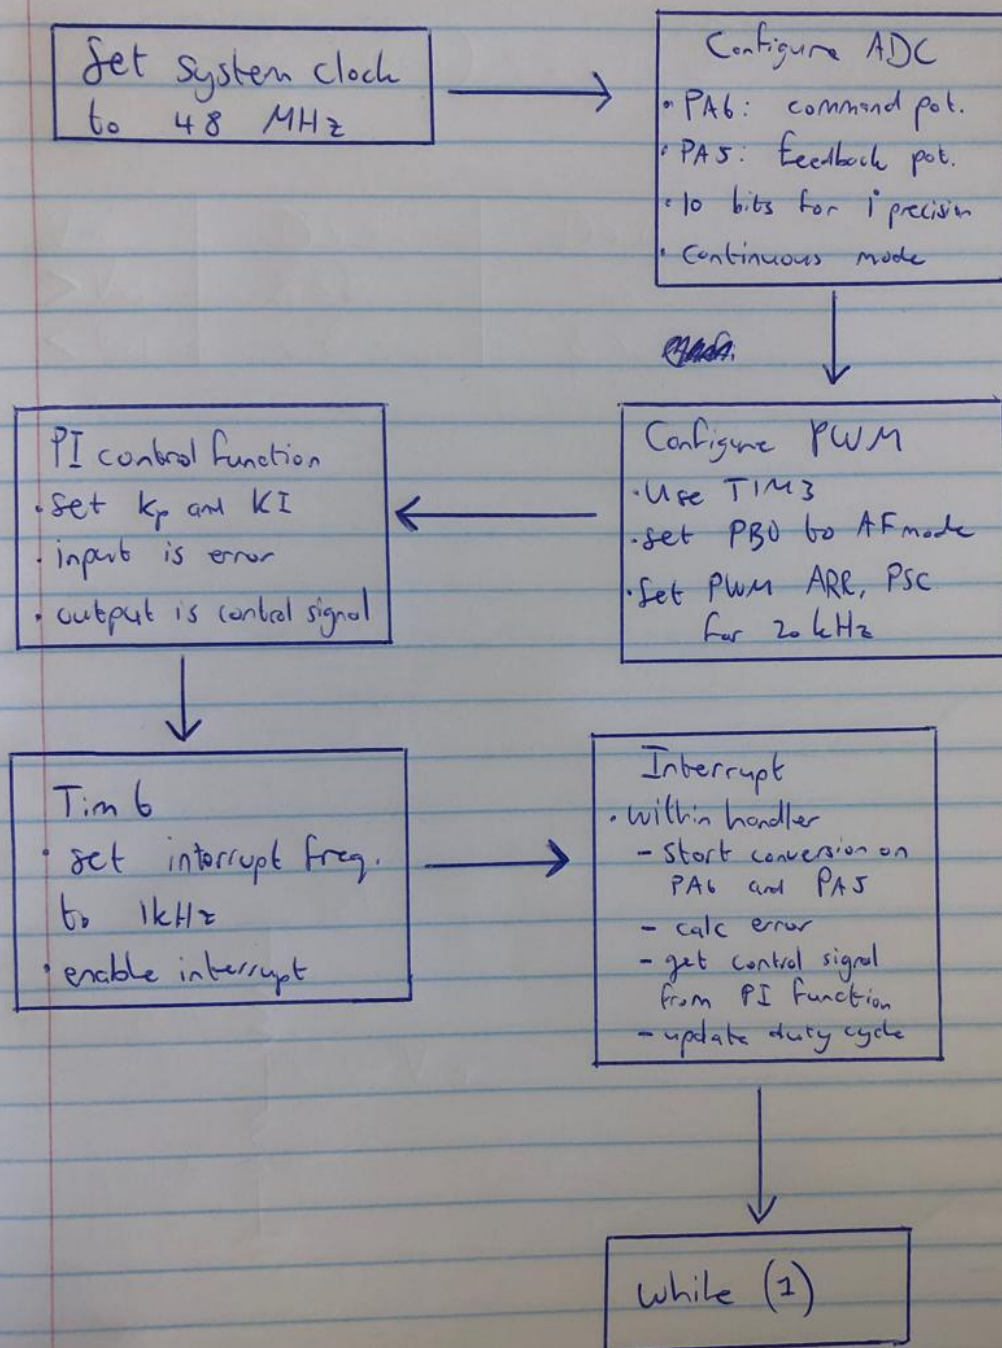 Set system clock
to 48 MHz
Configure ADC
• PA6: command pot.
• PA5: feedback pot.
• 10 bits for 1° precision
• Continuous mode
Configure PWM
• Use TIM3
• Set PB0 to AF mode
• Set PWM ARR, PSC
for 20 kHz
PI control function
• Set Kp and KI
• input is error
• output is control signal
Tim 6
• set interrupt freq.
to 1kHz
• enable interrupt
Interrupt
• within handler
- Start conversion on
PA6 and PA5
- calc error
- get control signal
from PI function
- update duty cycle
while (1)